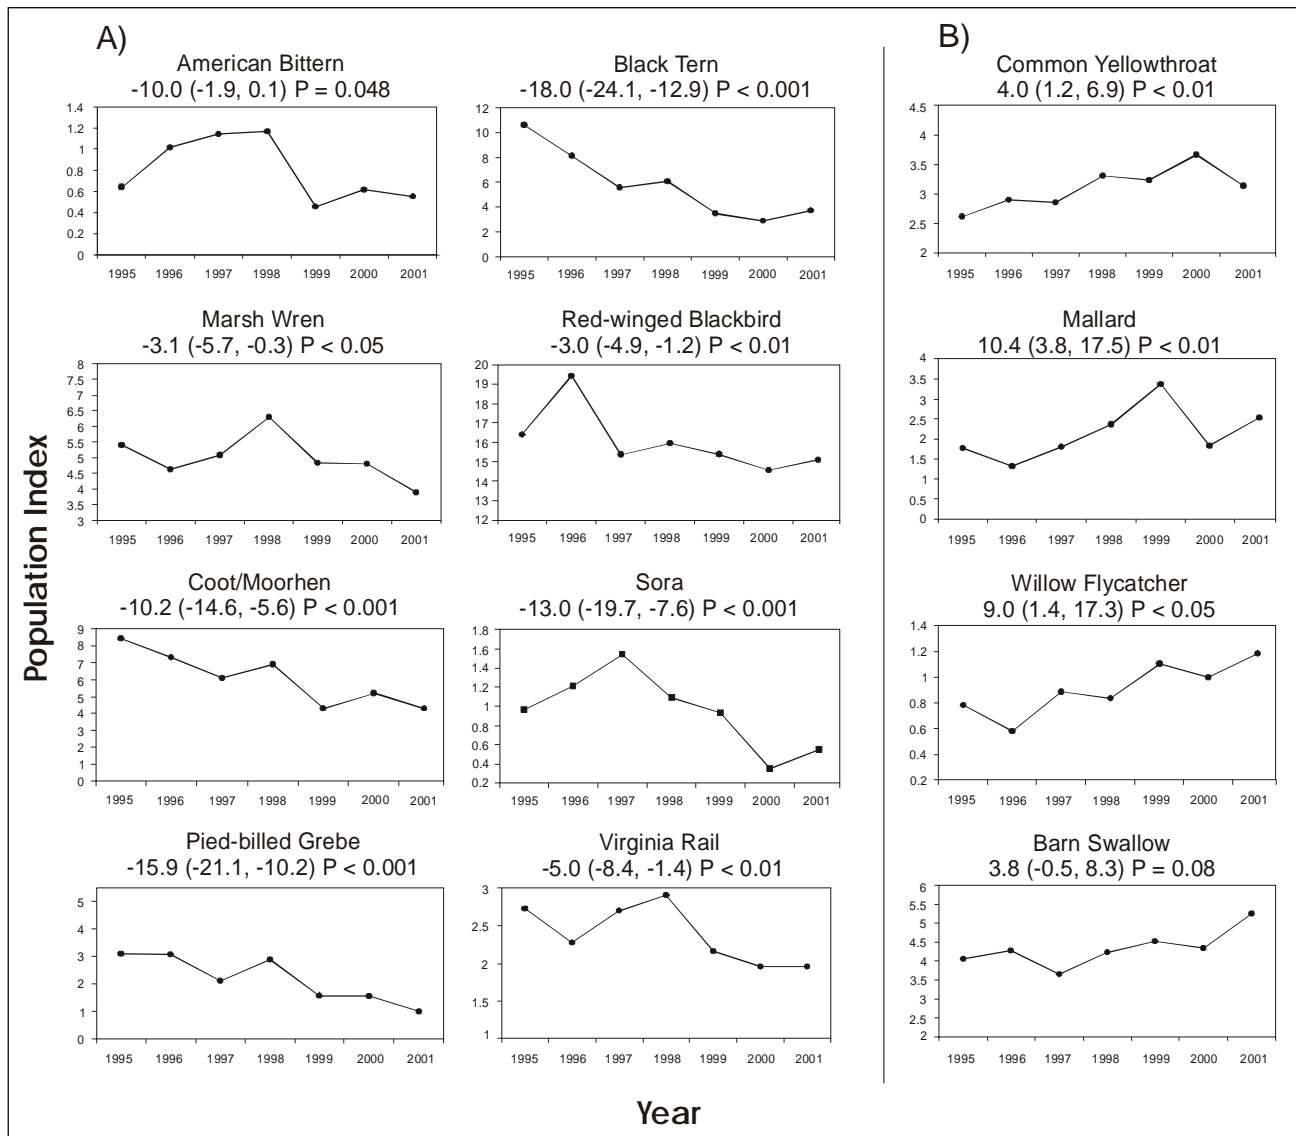 A)
American Bittern
-10.0 (-1.9, 0.1) P = 0.048
1.4
1.2
1
0.8
0.6
0.4
0.2
0
1995 1996 1997 1998 1999 2000 2001
Black Tern
-18.0 (-24.1, -12.9) P < 0.001
12
10
8
6
4
2
0
1995 1996 1997 1998 1999 2000 2001
Marsh Wren
-3.1 (-5.7, -0.3) P < 0.05
8
7.5
7
6.5
6
5.5
5
4.5
4
3.5
3
1995 1996 1997 1998 1999 2000 2001
Red-winged Blackbird
-3.0 (-4.9, -1.2) P < 0.01
20
19
18
17
16
15
14
13
12
1995 1996 1997 1998 1999 2000 2001
Coot/Moorhen
-10.2 (-14.6, -5.6) P < 0.001
9
8
7
6
5
4
3
2
1
0
1995 1996 1997 1998 1999 2000 2001
Sora
-13.0 (-19.7, -7.6) P < 0.001
1.8
1.6
1.4
1.2
1
0.8
0.6
0.4
0.2
1995 1996 1997 1998 1999 2000 2001
Pied-billed Grebe
-15.9 (-21.1, -10.2) P < 0.001
5
4
3
2
1
0
1995 1996 1997 1998 1999 2000 2001
Virginia Rail
-5.0 (-8.4, -1.4) P < 0.01
3
2.5
2
1.5
1
1995 1996 1997 1998 1999 2000 2001
B)
Common Yellowthroat
4.0 (1.2, 6.9) P < 0.01
4.5
4
3.5
3
2.5
2
1995 1996 1997 1998 1999 2000 2001
Mallard
10.4 (3.8, 17.5) P < 0.01
4
3.5
3
2.5
2
1.5
1
0.5
0
1995 1996 1997 1998 1999 2000 2001
Willow Flycatcher
9.0 (1.4, 17.3) P < 0.05
1.4
1.2
1
0.8
0.6
0.4
0.2
1995 1996 1997 1998 1999 2000 2001
Barn Swallow
3.8 (-0.5, 8.3) P = 0.08
6
5.5
5
4.5
4
3.5
3
2.5
2
1995 1996 1997 1998 1999 2000 2001
Population Index
Year